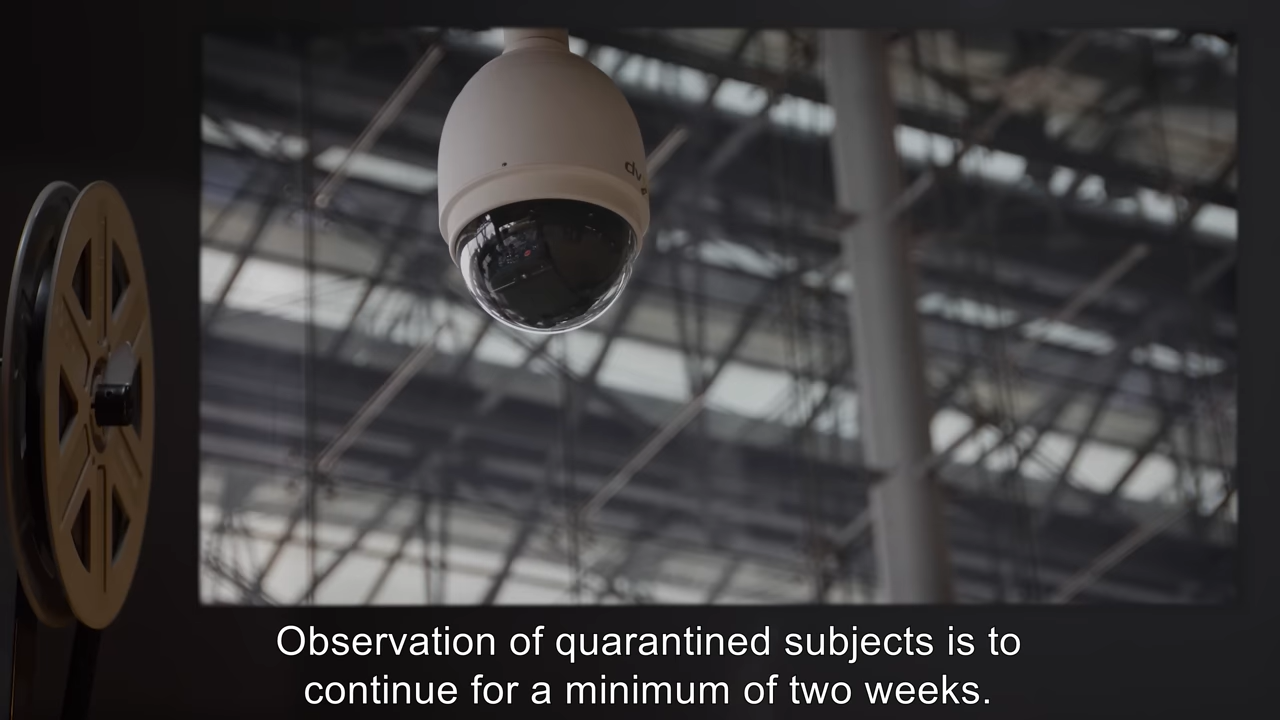 Observation of quarantined subjects is to
continue for a minimum of two weeks.